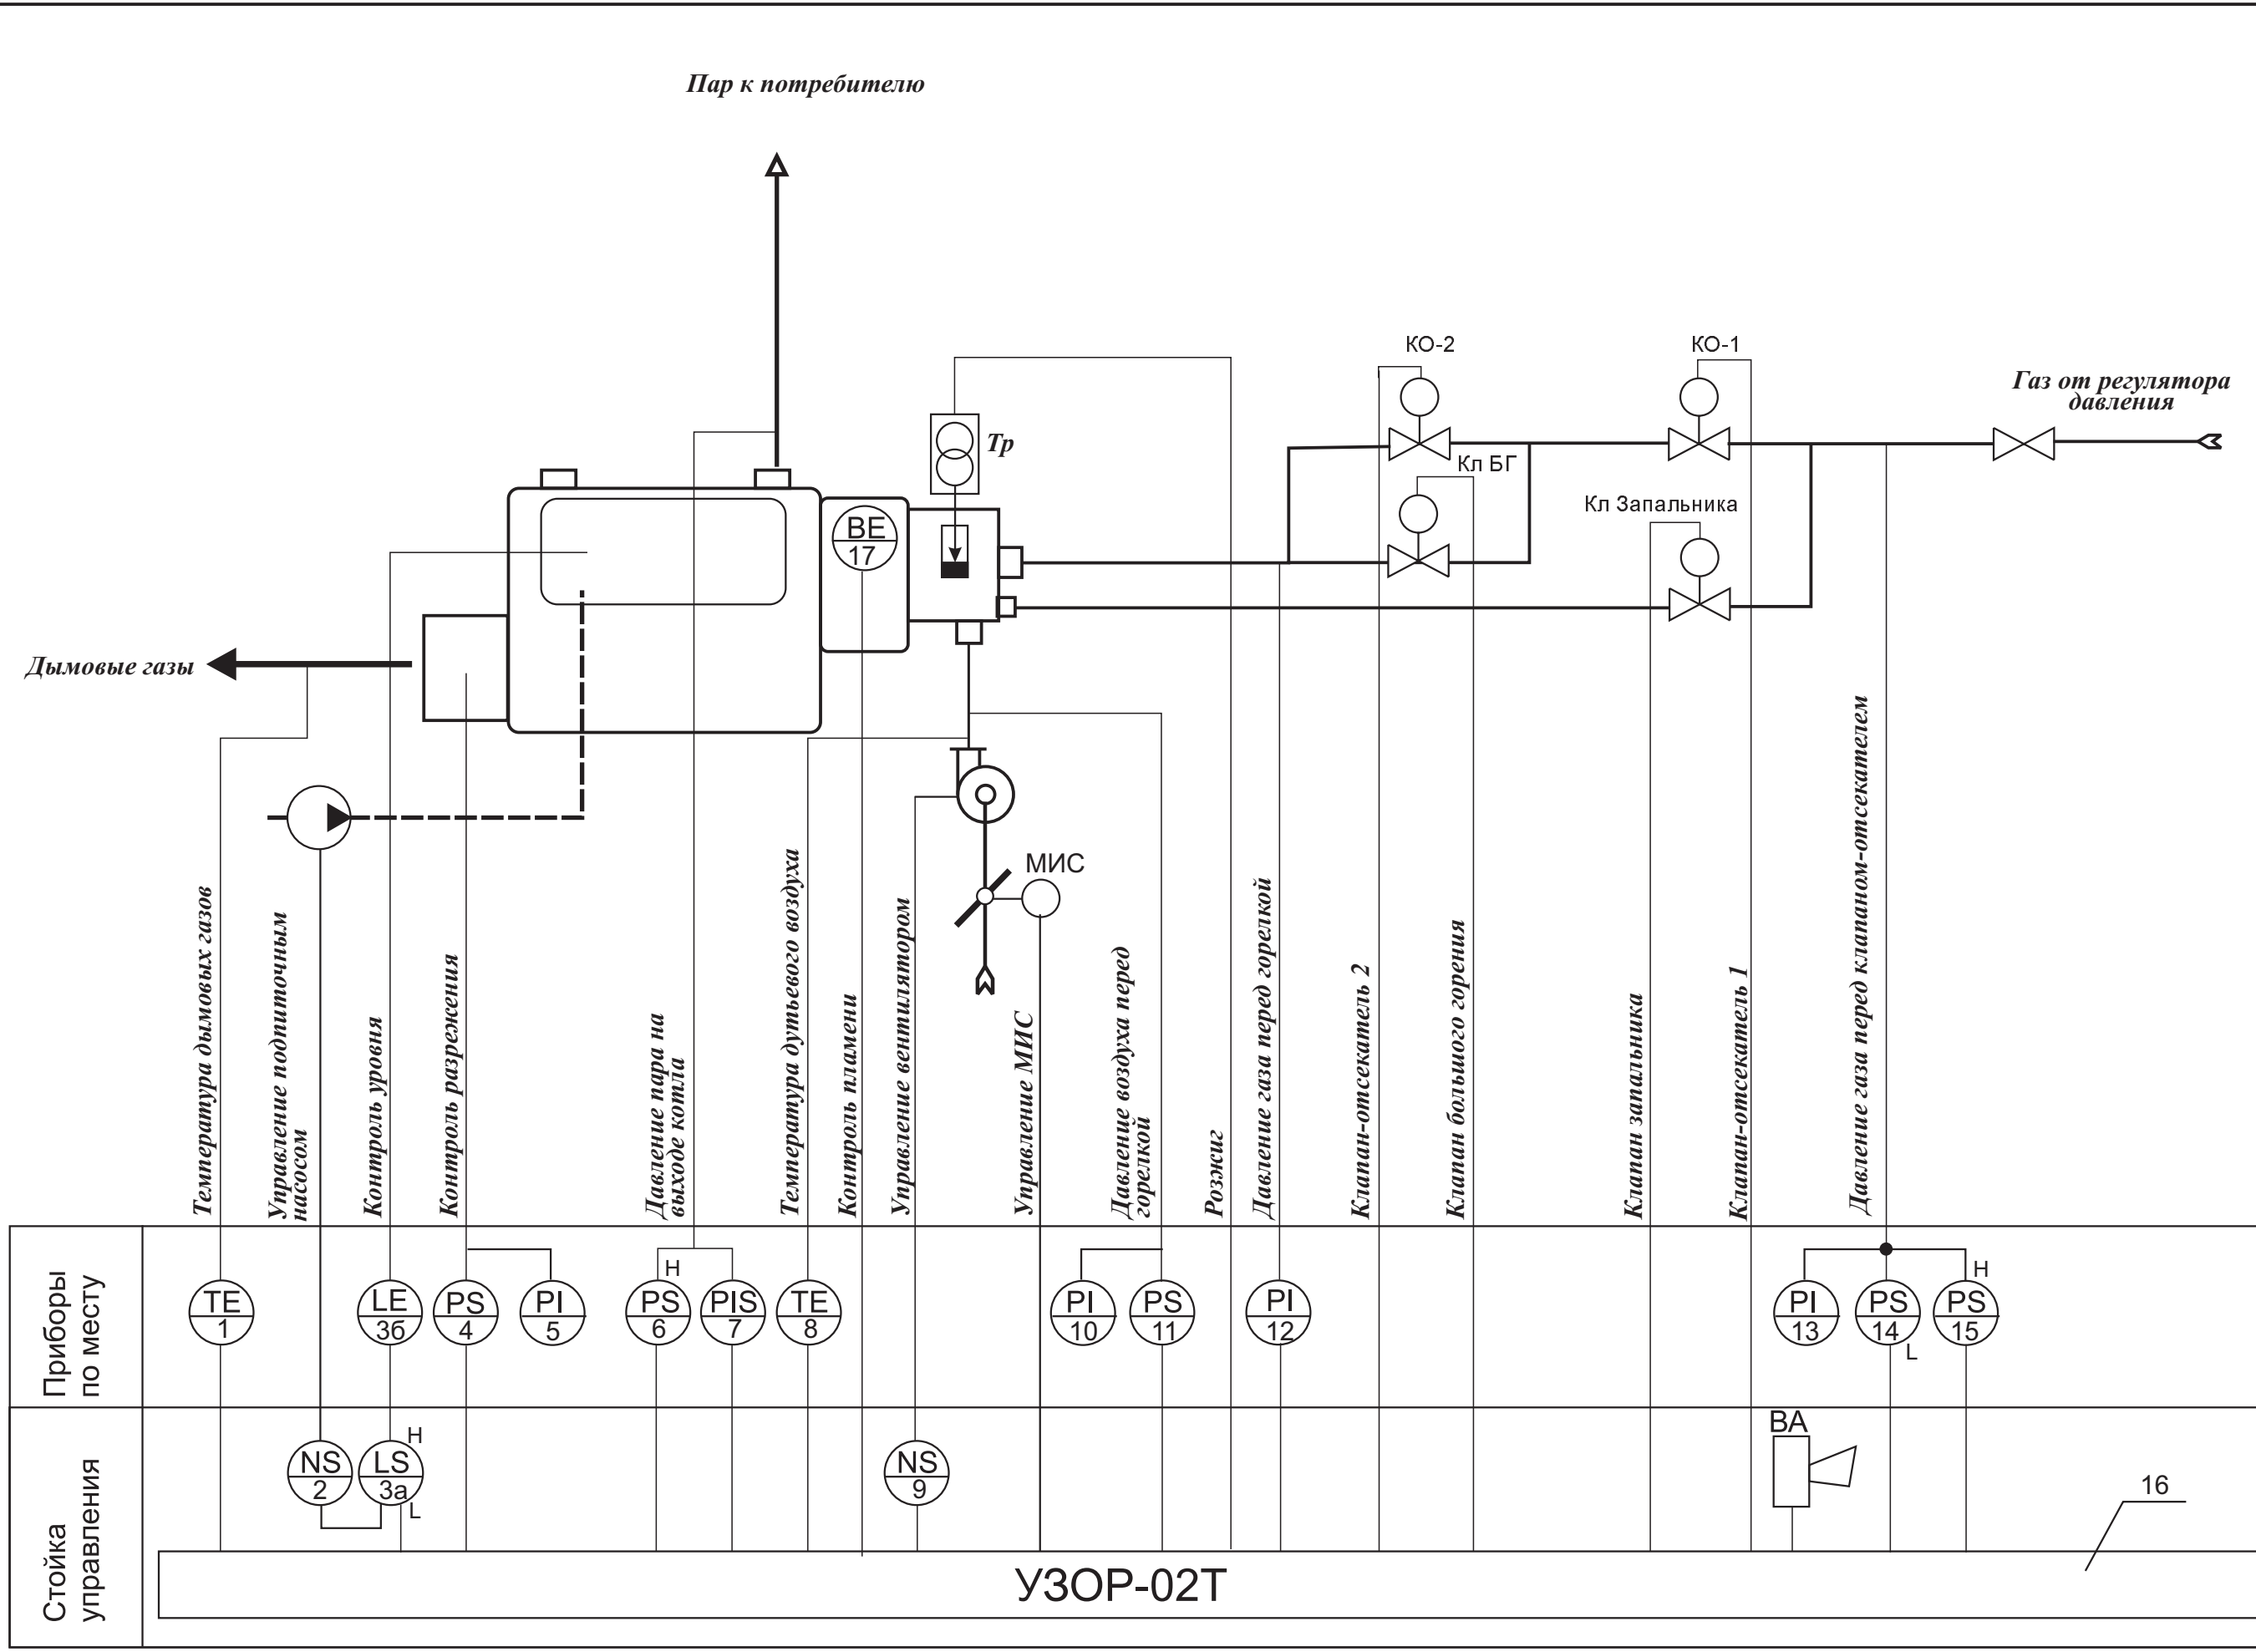 Пар к потребителю
КО-2
КО-1
Газ от регулятора
давления
Тр
Кл БГ
Кл Запальника
BE
17
Дымовые газы
МИС
Температура дымовых газов
Управление подпиточным
насосом
Контроль уровня
Контроль разрежения
Давление пара на
выходе котла
Температура дутьевого воздуха
Контроль пламени
Управление вентилятором
Управление МИС
Давление воздуха перед
горелкой
Розжиг
Давление газа перед горелкой
Клапан-отсекатель 2
Клапан большого горения
Клапан запальника
Клапан-отсекатель 1
Давление газа перед клапаном-отсекателем
Приборы
по месту
TE
1
LE
3б
PS
4
PI
5
H
PS
6
PIS
7
TE
8
PI
10
PS
11
PI
12
PI
13
PS
14
L
H
PS
15
Стойка
управления
NS
2
H
LS
3а
L
NS
9
ВА
16
УЗОР-02Т